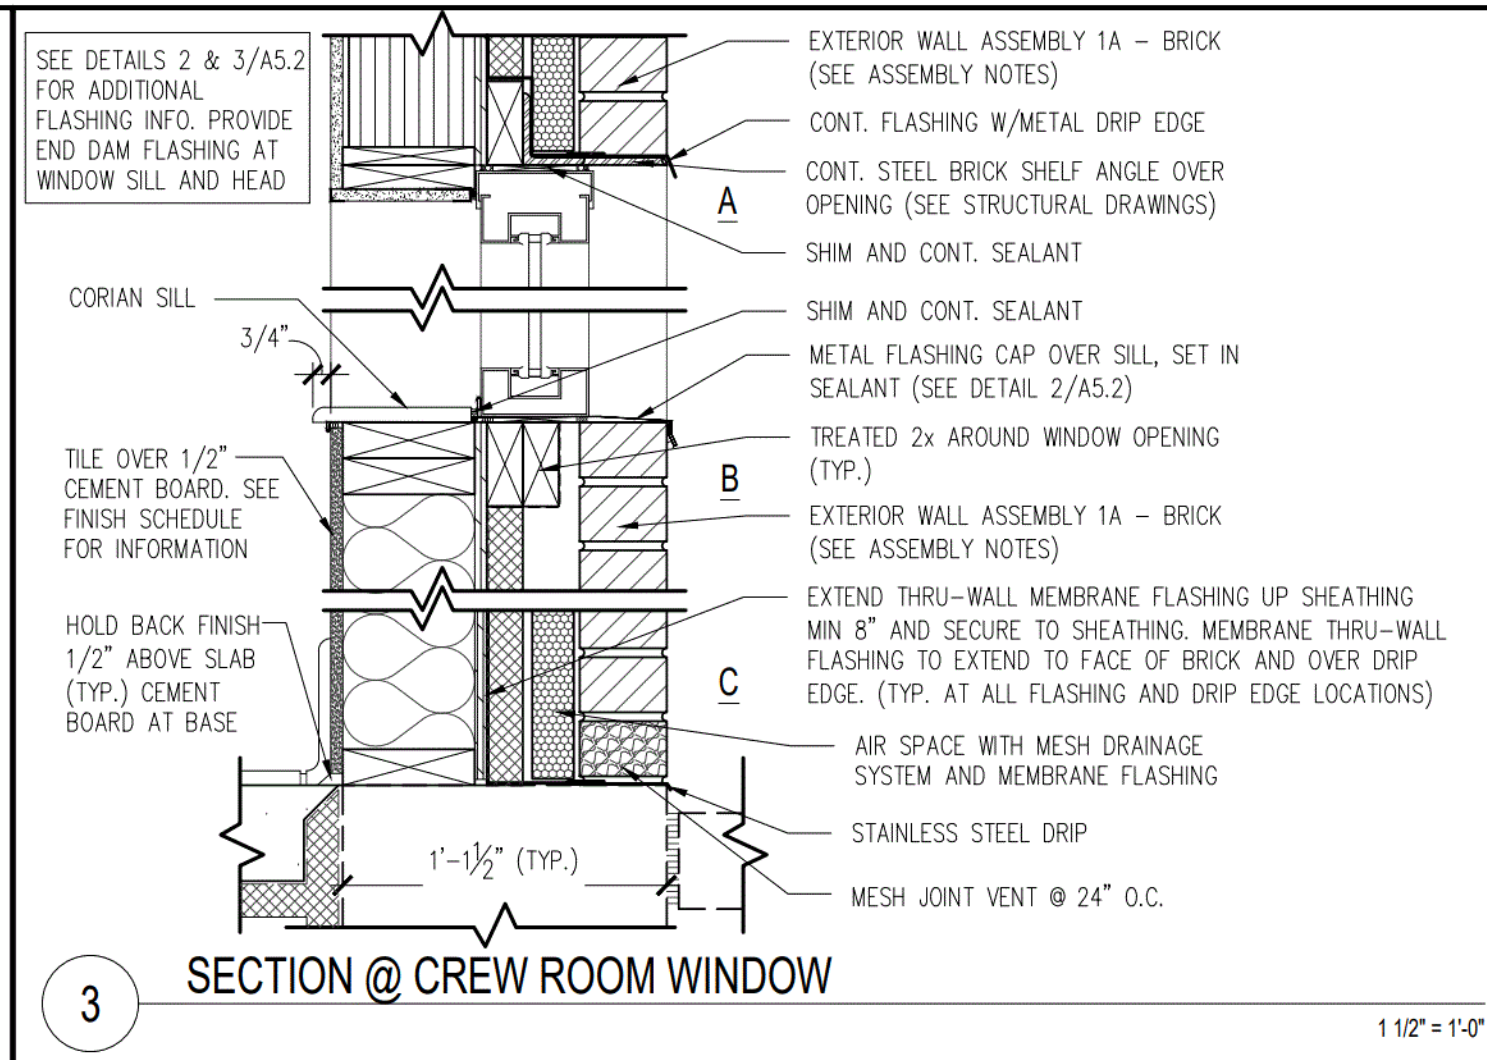 SEE DETAILS 2 & 3/A5.2
FOR ADDITIONAL
FLASHING INFO. PROVIDE
END DAM FLASHING AT
WINDOW SILL AND HEAD
EXTERIOR WALL ASSEMBLY 1A – BRICK
(SEE ASSEMBLY NOTES)
CONT. FLASHING W/METAL DRIP EDGE
CONT. STEEL BRICK SHELF ANGLE OVER
OPENING (SEE STRUCTURAL DRAWINGS)
A
SHIM AND CONT. SEALANT
CORIAN SILL
3/4"
SHIM AND CONT. SEALANT
METAL FLASHING CAP OVER SILL, SET IN
SEALANT (SEE DETAIL 2/A5.2)
TREATED 2x AROUND WINDOW OPENING
(TYP.)
B
TILE OVER 1/2"
CEMENT BOARD. SEE
FINISH SCHEDULE
FOR INFORMATION
EXTERIOR WALL ASSEMBLY 1A – BRICK
(SEE ASSEMBLY NOTES)
EXTEND THRU-WALL MEMBRANE FLASHING UP SHEATHING
MIN 8" AND SECURE TO SHEATHING. MEMBRANE THRU-WALL
FLASHING TO EXTEND TO FACE OF BRICK AND OVER DRIP
EDGE. (TYP. AT ALL FLASHING AND DRIP EDGE LOCATIONS)
C
HOLD BACK FINISH
1/2" ABOVE SLAB
(TYP.) CEMENT
BOARD AT BASE
AIR SPACE WITH MESH DRAINAGE
SYSTEM AND MEMBRANE FLASHING
STAINLESS STEEL DRIP
1'-1½" (TYP.)
MESH JOINT VENT @ 24" O.C.
3
SECTION @ CREW ROOM WINDOW
1 1/2" = 1'-0"